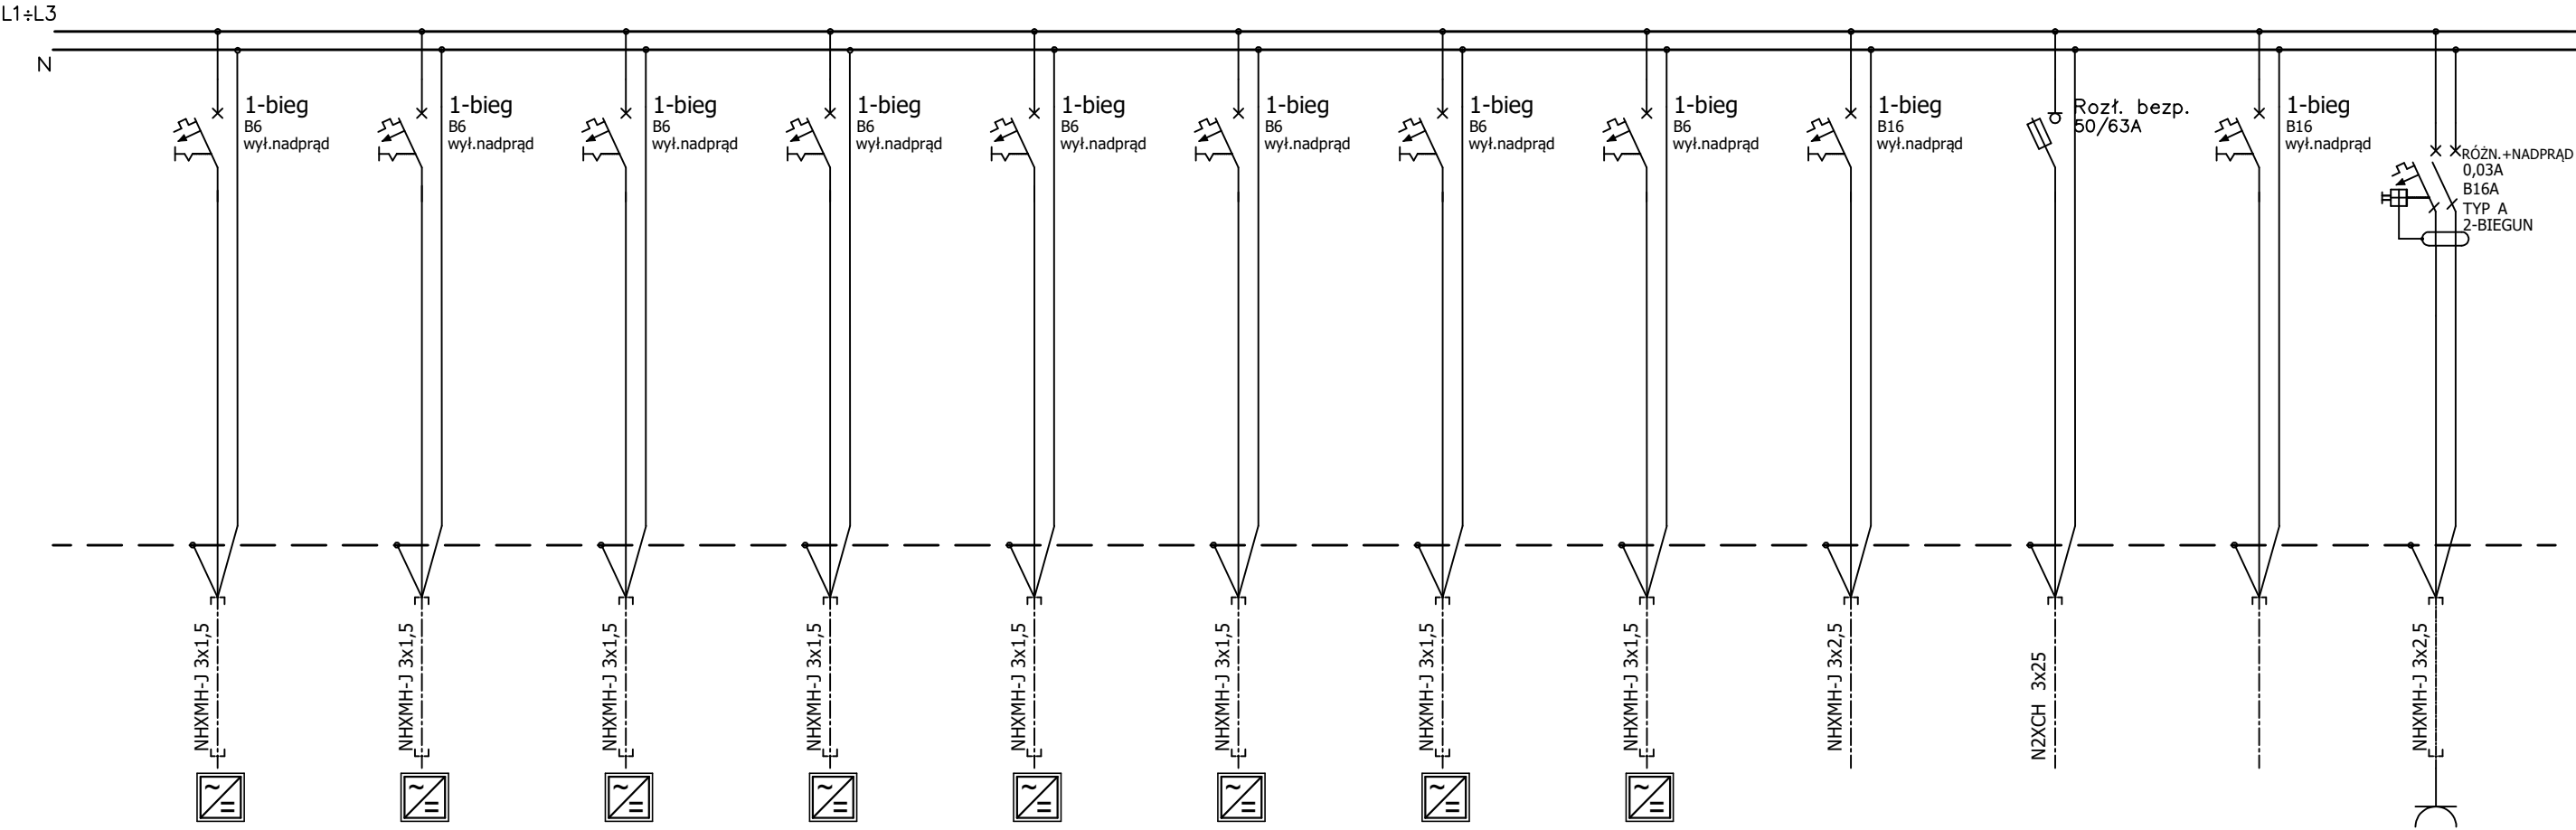 L1÷L3
N
1-bieg
B6
wył.nadprąd
1-bieg
B6
wył.nadprąd
1-bieg
B6
wył.nadprąd
1-bieg
B6
wył.nadprąd
1-bieg
B6
wył.nadprąd
1-bieg
B6
wył.nadprąd
1-bieg
B6
wył.nadprąd
1-bieg
B6
wył.nadprąd
1-bieg
B16
wył.nadprąd
Rozł. bezp.
50/63A
1-bieg
B16
wył.nadprąd
RÓŻN.+NADPRĄD
0,03A
B16A
TYP A
2-BIEGUN
NHXMH-J 3x1,5
NHXMH-J 3x1,5
NHXMH-J 3x1,5
NHXMH-J 3x1,5
NHXMH-J 3x1,5
NHXMH-J 3x1,5
NHXMH-J 3x1,5
NHXMH-J 3x1,5
NHXMH-J 3x2,5
N2XCH 3x25
NHXMH-J 3x2,5